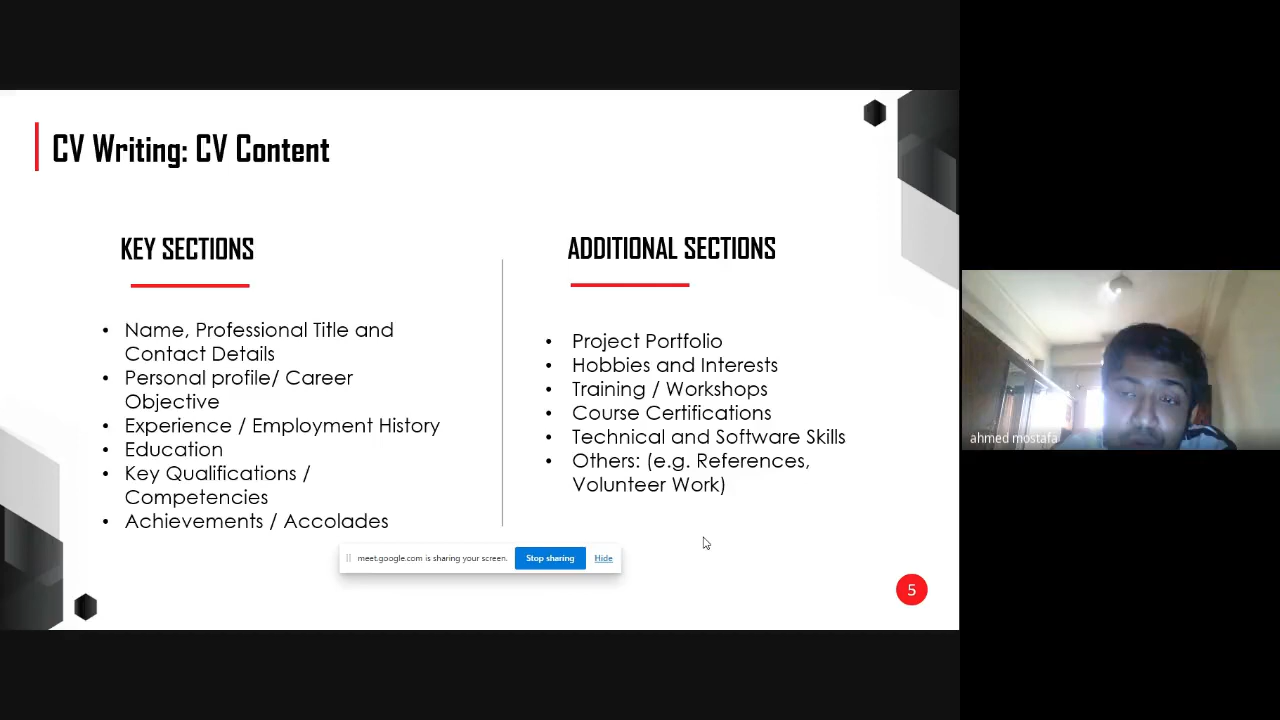 CV Writing: CV Content
KEY SECTIONS
• Name, Professional Title and
Contact Details
• Personal profile/ Career
Objective
• Experience / Employment History
• Education
• Key Qualifications /
Competencies
• Achievements / Accolades
ADDITIONAL SECTIONS
• Project Portfolio
• Hobbies and Interests
• Training / Workshops
• Course Certifications
• Technical and Software Skills
• Others: (e.g. References,
Volunteer Work)
meet.google.com is sharing your screen. Stop sharing Hide
5
ahmed mostafa